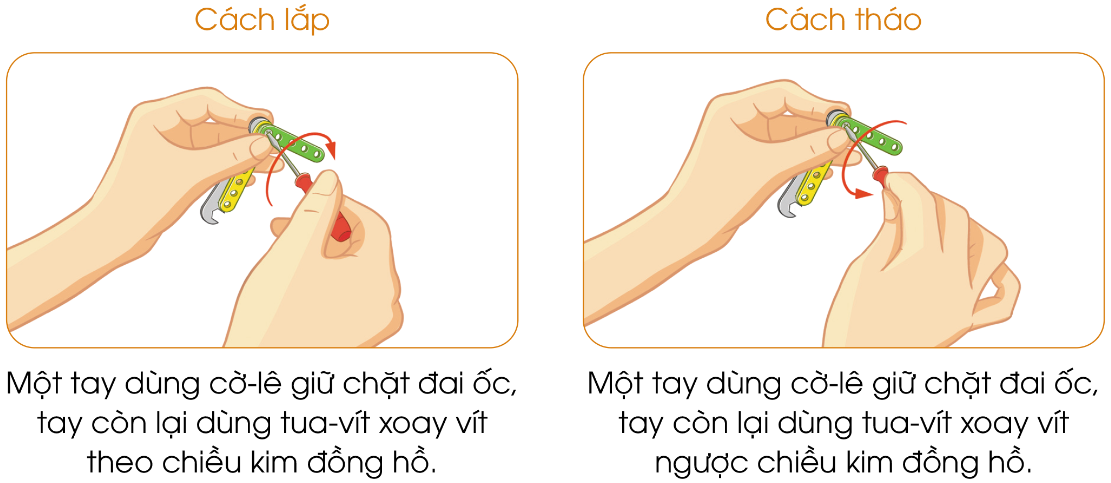 Cách lắp
Một tay dùng cờ-lê giữ chặt đai ốc,
tay còn lại dùng tua-vít xoay vít
theo chiều kim đồng hồ.
Cách tháo
Một tay dùng cờ-lê giữ chặt đai ốc,
tay còn lại dùng tua-vít xoay vít
ngược chiều kim đồng hồ.